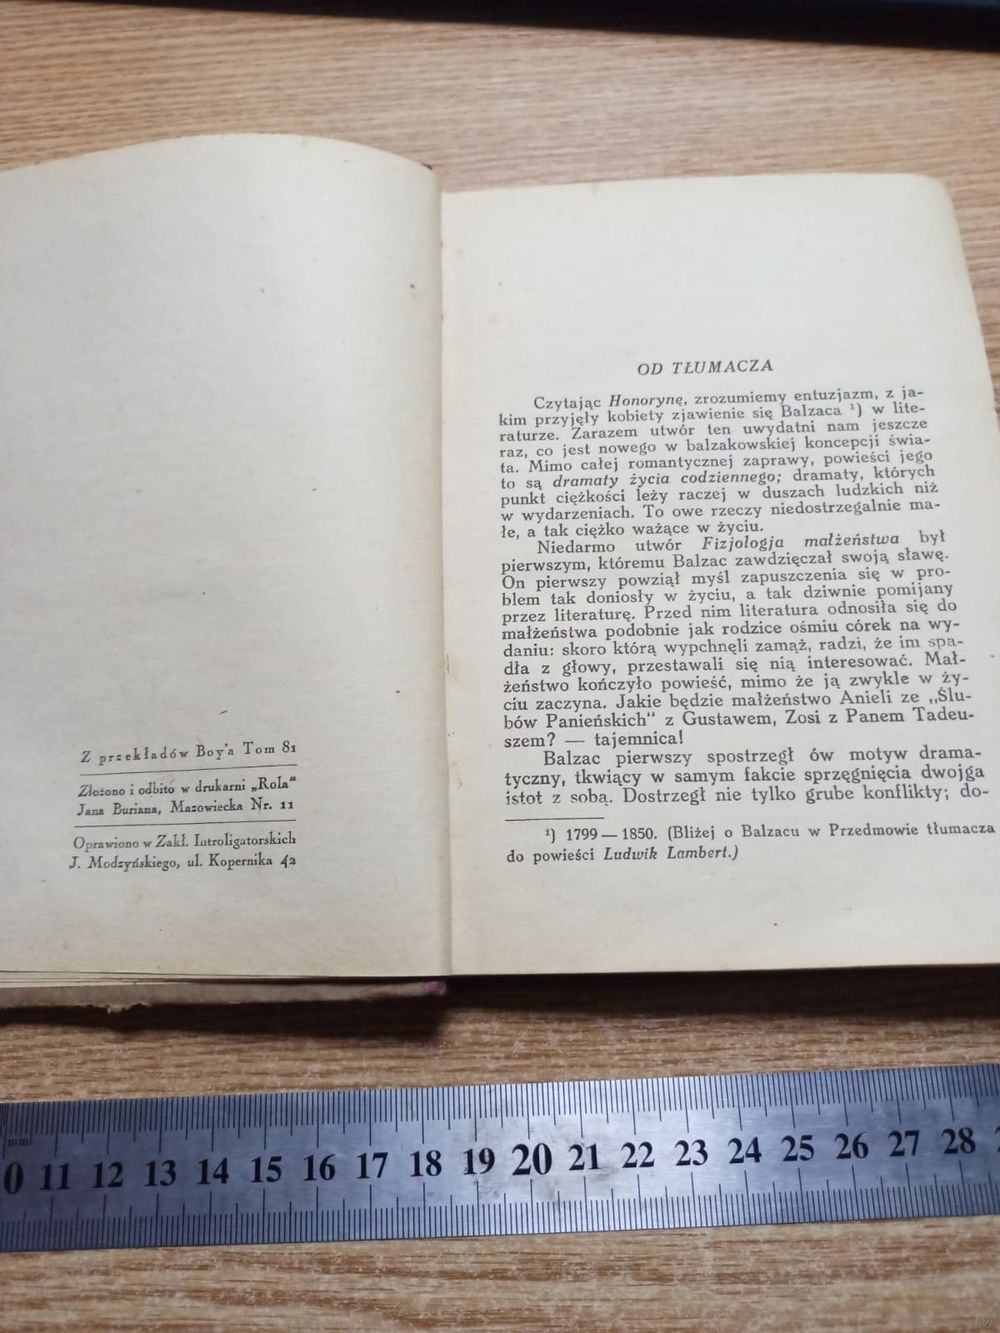 Z przekładów Boy'a Tom 81
Złożono i odbito w drukarni „Rola“
Jana Buriana, Mazowiecka Nr. 11
Oprawiono w Zakł. Introligatorskich
J. Modzyńskiego, ul. Kopernika 42
OD TŁUMACZA
Czytając Honorynę, zrozumiemy entuzjazm, z ja-
kim przyjęły kobiety zjawienie się Balzaca ¹) w lite-
raturze. Zarazem utwór ten uwydatni nam jeszcze
raz, co jest nowego w balzakowskiej koncepcji świa-
ta. Mimo całej romantycznej zaprawy, powieści jego
to są dramaty życia codziennego; dramaty, których
punkt ciężkości leży raczej w duszach ludzkich niż
w wydarzeniach. To owe rzeczy niedostrzegalnie ma-
łe, a tak ciężko ważące w życiu.
Niedarmo utwór Fizjologja małżeństwa był
pierwszym, któremu Balzac zawdzięczał swoją sławę.
On pierwszy powziął myśl zapuszczenia się w pro-
blem tak doniosły w życiu, a tak dziwnie pomijany
przez literaturę. Przed nim literatura odnosiła się do
małżeństwa podobnie jak rodzice ośmiu córek na wy-
daniu: skoro którą wypchnęli zamąż, radzi, że im spa-
dła z głowy, przestawali się nią interesować. Mał-
żeństwo kończyło powieść, mimo że ją zwykle w ży-
ciu zaczyna. Jakie będzie małżeństwo Anieli ze „Ślu-
bów Panieńskich“ z Gustawem, Zosi z Panem Tadeu-
szem? — tajemnica!
Balzac pierwszy spostrzegł ów motyw drama-
tyczny, tkwiący w samym fakcie sprzęgnięcia dwojga
istot z sobą. Dostrzegł nie tylko grube konflikty; do-
¹) 1799 — 1850. (Bliżej o Balzacu w Przedmowie tłumacza
do powieści Ludwik Lambert.)
mm
0 11 12 13 14 15 16 17 18 19 20 21 22 23 24 25 26 27 28